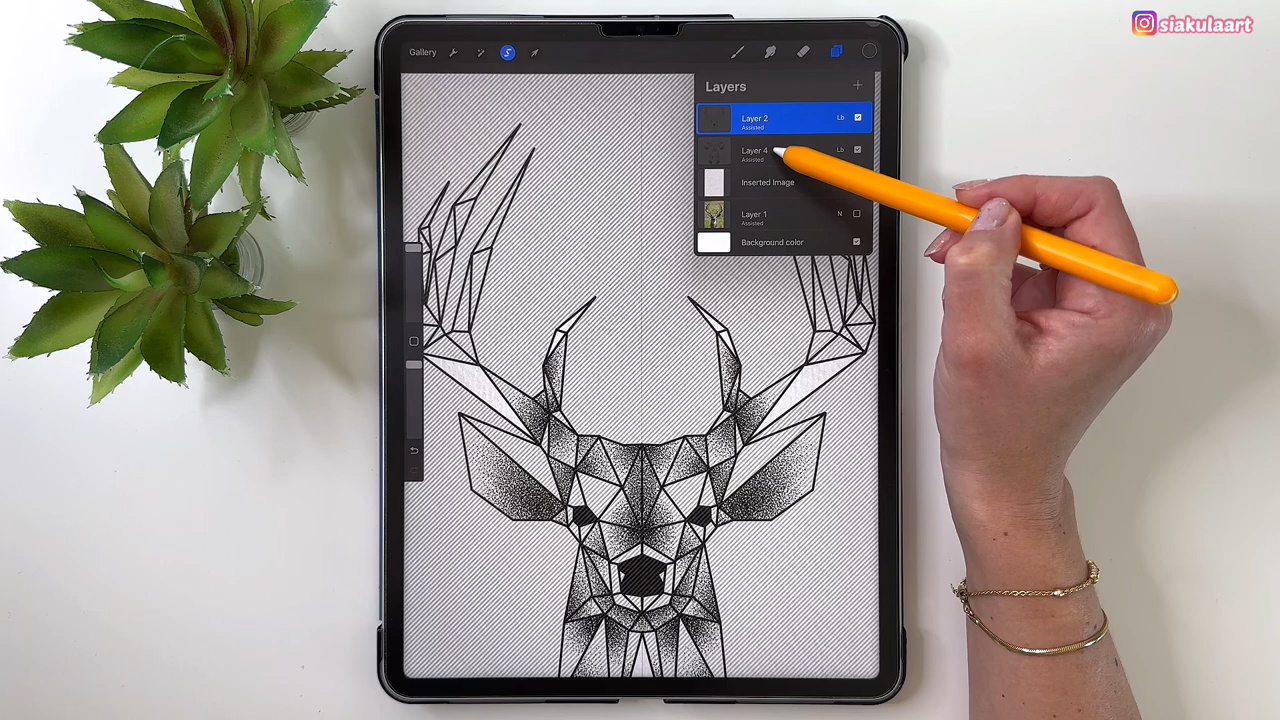 siakulaart
Gallery
Layers
Layer 2
Assisted
Lb
Layer 4
Assisted
Lb
Inserted Image
Layer 1
Assisted
N
Background color